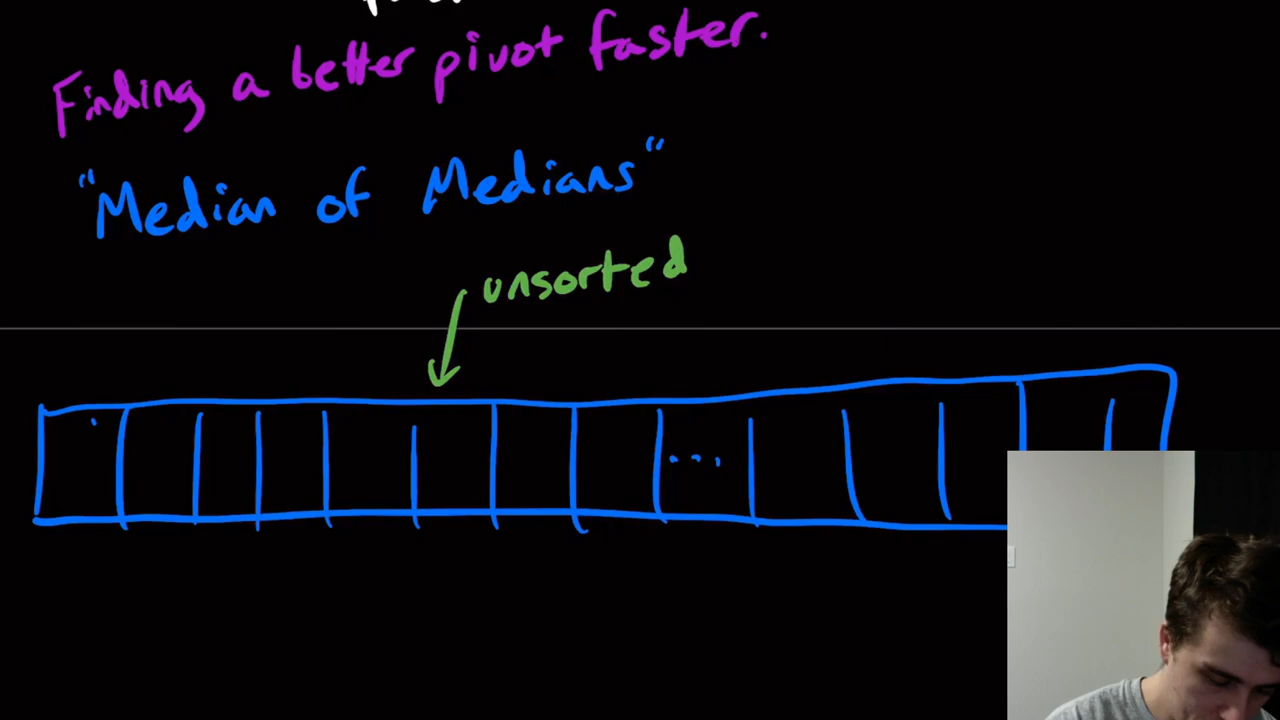 Finding a better pivot faster.
"Median of Medians"
unsorted
...